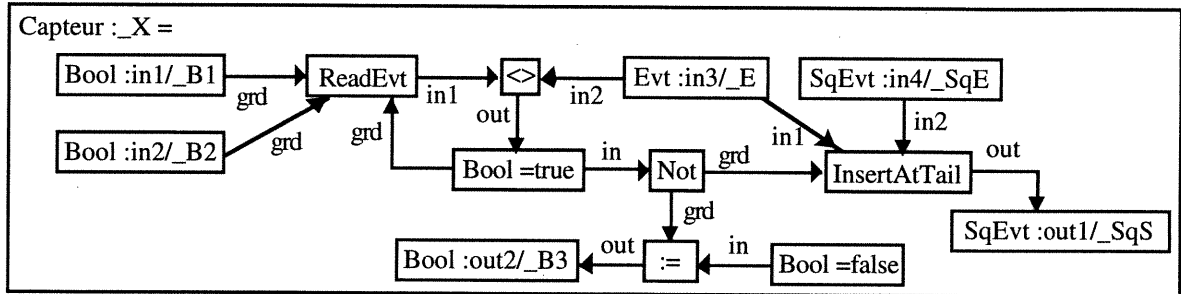 Capteur :_X =
Bool :in1/_B1
ReadEvt
<>
Evt :in3/_E
SqEvt :in4/_SqE
grd
in1
in2
in2
out
grd
grd
in1
Bool :in2/_B2
Bool =true
in
Not
grd
InsertAtTail
out
grd
SqEvt :out1/_SqS
Bool :out2/_B3
out
:=
in
Bool =false